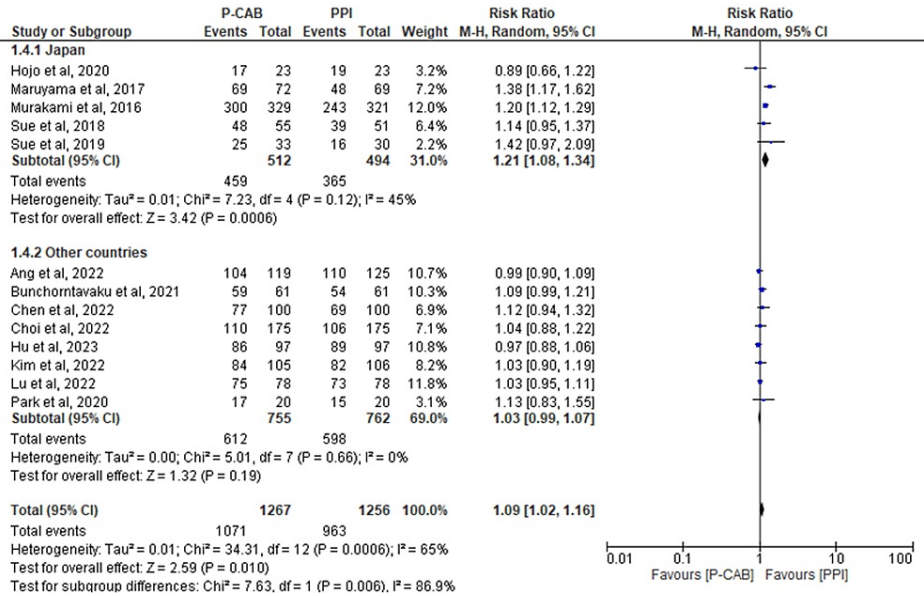 P-CAB PPI Risk Ratio Risk Ratio
Study or Subgroup Events Total Events Total Weight M-H, Random, 95% CI M-H, Random, 95% CI
1.4.1 Japan
Hojo et al, 2020 17 23 19 23 3.2% 0.89 [0.66, 1.22]
Maruyama et al, 2017 69 72 48 69 7.2% 1.38 [1.17, 1.62]
Murakami et al, 2016 300 329 243 321 12.0% 1.20 [1.12, 1.29]
Sue et al, 2018 48 55 39 51 6.4% 1.14 [0.95, 1.37]
Sue et al, 2019 25 33 16 30 2.2% 1.42 [0.97, 2.09]
Subtotal (95% CI) 512 494 31.0% 1.21 [1.08, 1.34]
Total events 459 365
Heterogeneity: Tau² = 0.01; Chi² = 7.23, df = 4 (P = 0.12); I² = 45%
Test for overall effect: Z = 3.42 (P = 0.0006)
1.4.2 Other countries
Ang et al, 2022 104 119 110 125 10.7% 0.99 [0.90, 1.09]
Bunchorntavaku et al, 2021 59 61 54 61 10.3% 1.09 [0.99, 1.21]
Chen et al, 2022 77 100 69 100 6.9% 1.12 [0.94, 1.32]
Choi et al, 2022 110 175 106 175 7.1% 1.04 [0.88, 1.22]
Hu et al, 2023 86 97 89 97 10.8% 0.97 [0.88, 1.06]
Kim et al, 2022 84 105 82 106 8.2% 1.03 [0.90, 1.19]
Lu et al, 2022 75 78 73 78 11.8% 1.03 [0.95, 1.11]
Park et al, 2020 17 20 15 20 3.1% 1.13 [0.83, 1.55]
Subtotal (95% CI) 755 762 69.0% 1.03 [0.99, 1.07]
Total events 612 598
Heterogeneity: Tau² = 0.00; Chi² = 5.01, df = 7 (P = 0.66); I² = 0%
Test for overall effect: Z = 1.32 (P = 0.19)
Total (95% CI) 1267 1256 100.0% 1.09 [1.02, 1.16]
Total events 1071 963
Heterogeneity: Tau² = 0.01; Chi² = 34.31, df = 12 (P = 0.0006); I² = 65%
Test for overall effect: Z = 2.59 (P = 0.010)
Test for subgroup differences: Chi² = 7.63, df = 1 (P = 0.006), I² = 86.9%
0.01 0.1 1 10 100
Favours [P-CAB] Favours [PPI]